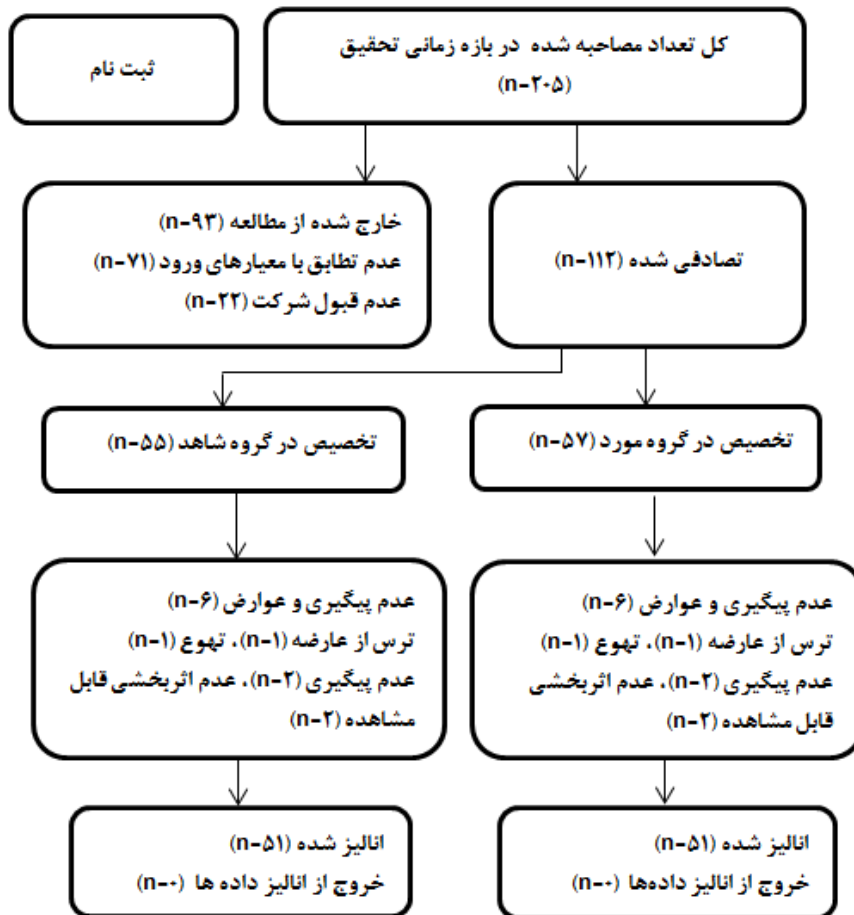 ثبت نام
کل تعداد مصاحبه شده در بازه زمانی تحقیق
(n-۲۰۵)
خارج شده از مطالعه (n-۹۳)
عدم تطابق با معیارهای ورود (n-۷۱)
عدم قبول شرکت (n-۲۲)
تصادفی شده (n-۱۱۲)
تخصیص در گروه مورد (n-۵۷)
تخصیص در گروه شاهد (n-۵۵)
عدم پیگیری و عوارض (n-۶)
ترس از عارضه (n-۱)، تهوع (n-۱)
عدم پیگیری (n-۲)، عدم اثربخشی
قابل مشاهده (n-۲)
عدم پیگیری و عوارض (n-۶)
ترس از عارضه (n-۱)، تهوع (n-۱)
عدم پیگیری (n-۲)، عدم اثربخشی قابل
مشاهده (n-۲)
انالیز شده (n-۵۱)
خروج از انالیز داده‌ها (n-۰)
انالیز شده (n-۵۱)
خروج از انالیز داده ها (n-۰)